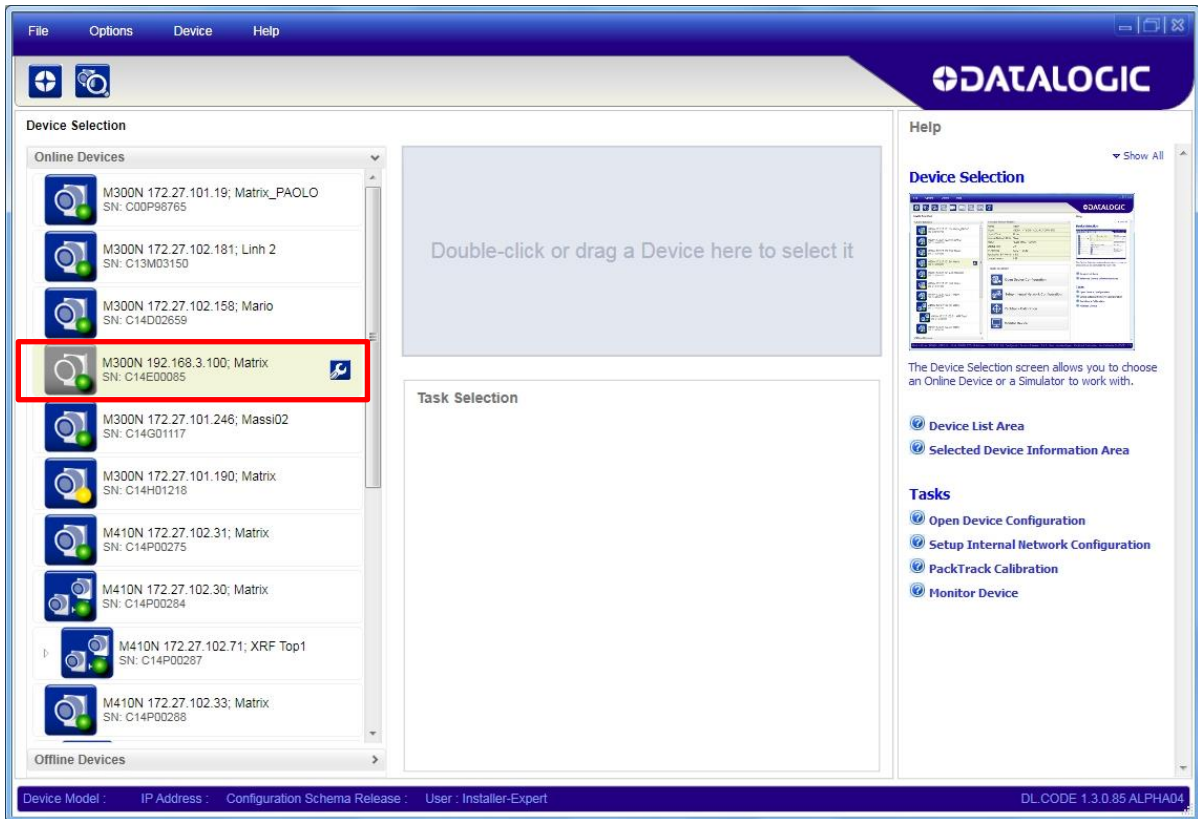 File Options Device Help
DATALOGIC
Device Selection
Online Devices
M300N 172.27.101.19; Matrix_PAOLO
SN: C00P98765
M300N 172.27.102.181; Linh 2
SN: C13M03150
M300N 172.27.102.168; Mario
SN: C14D02659
M300N 192.168.3.100; Matrix
SN: C14E00085
M300N 172.27.101.246; Massi02
SN: C14G01117
M300N 172.27.101.190; Matrix
SN: C14H01218
M410N 172.27.102.31; Matrix
SN: C14P00275
M410N 172.27.102.30; Matrix
SN: C14P00284
M410N 172.27.102.71; XRF Top1
SN: C14P00287
M410N 172.27.102.33; Matrix
SN: C14P00288
Offline Devices
Double-click or drag a Device here to select it
Task Selection
Help
Show All
Device Selection
DATALOGIC
The Device Selection screen allows you to choose
an Online Device or a Simulator to work with.
Device List Area
Selected Device Information Area
Tasks
Open Device Configuration
Setup Internal Network Configuration
PackTrack Calibration
Monitor Device
Device Model : IP Address : Configuration Schema Release : User : Installer-Expert
DL.CODE 1.3.0.85 ALPHA04